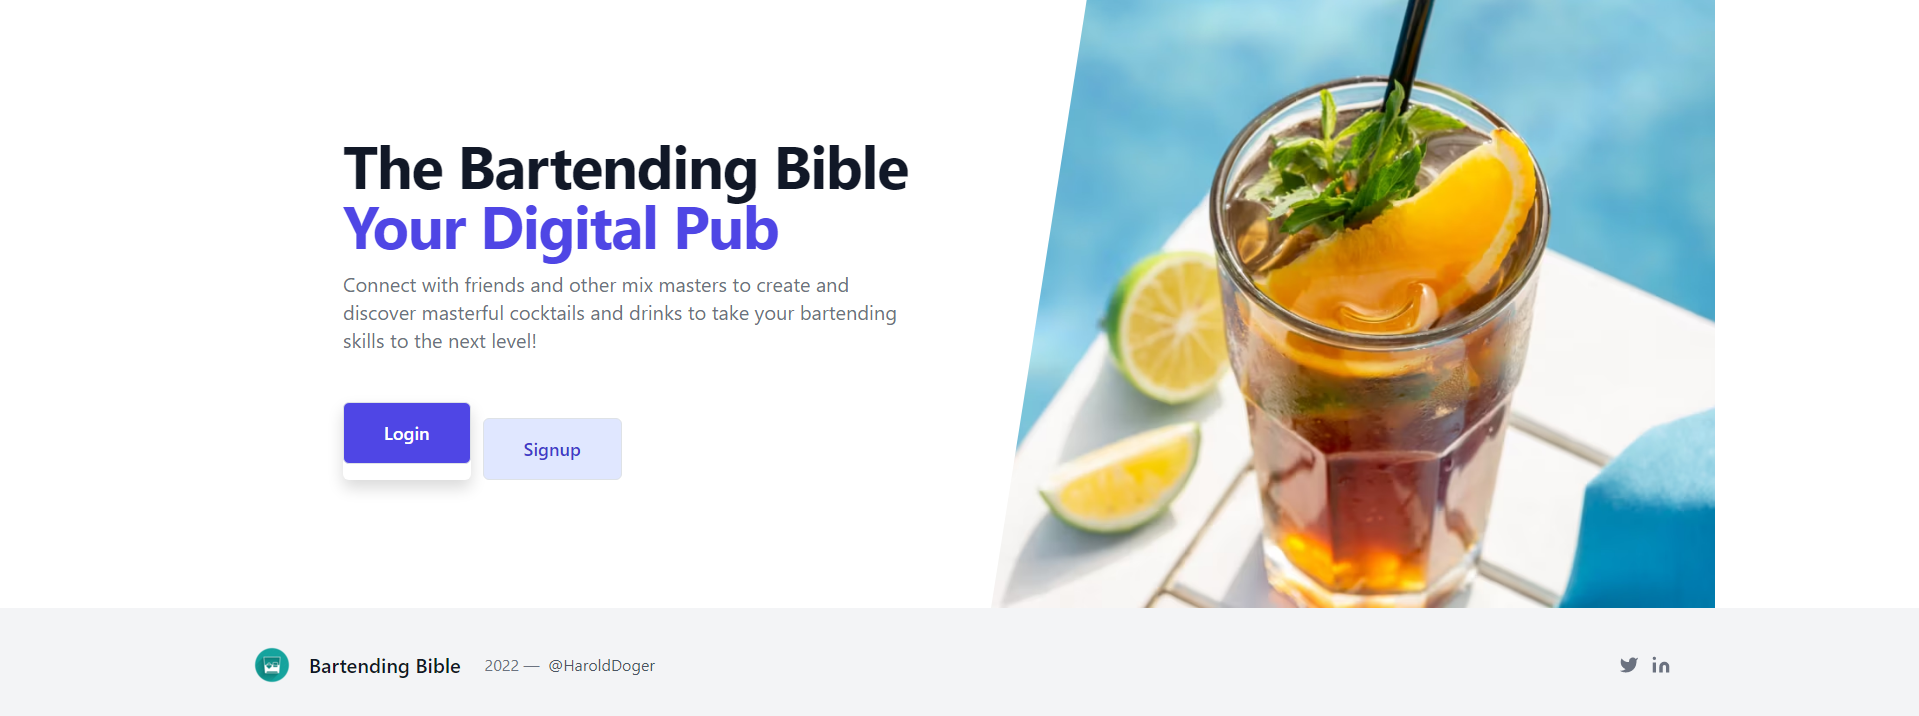 The Bartending Bible
Your Digital Pub
Connect with friends and other mix masters to create and
discover masterful cocktails and drinks to take your bartending
skills to the next level!
Login
Signup
Bartending Bible
2022 — @HaroldDoger